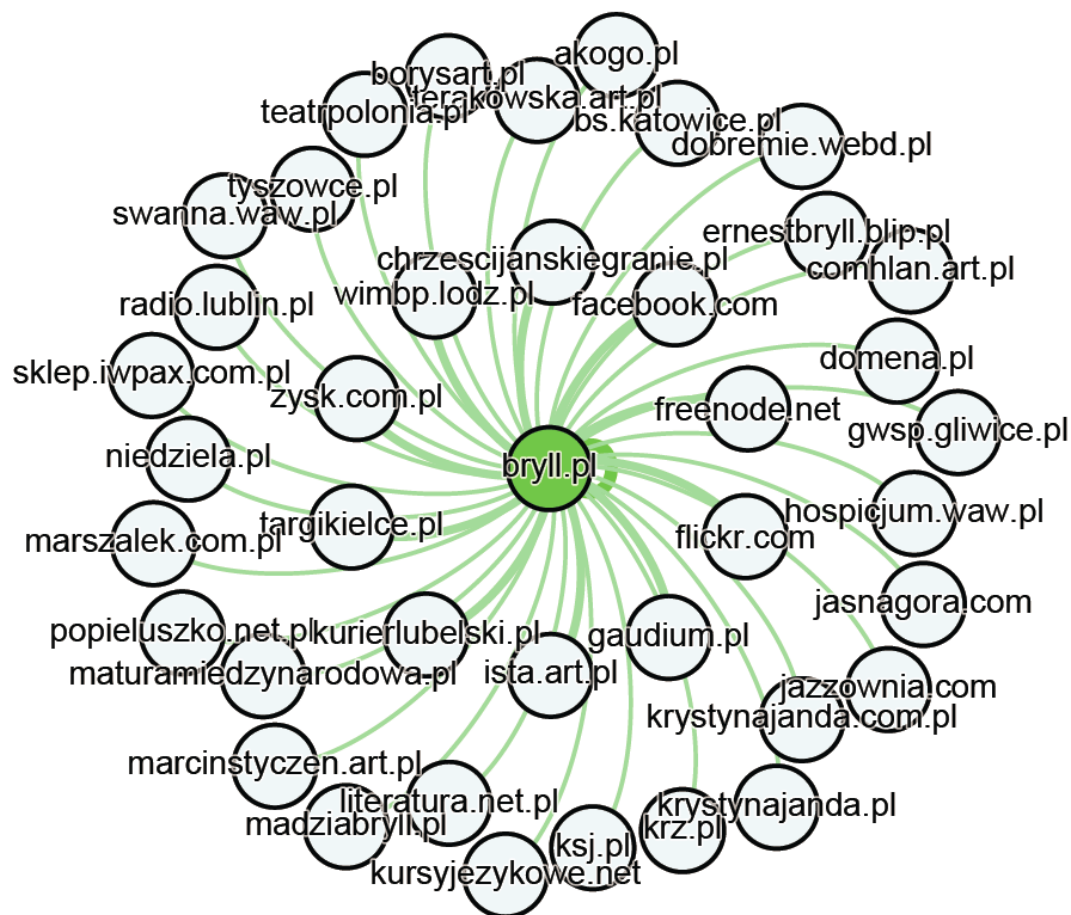 akogo.pl
borysart.pl
terakowska.art.pl
teatrpolonia.pl
bs.katowice.pl
dobremie.webd.pl
tyszowce.pl
swanna.waw.pl
ernestbryll.blip.pl
chrzescijanskiegranie.pl
comhlan.art.pl
wimbp.lodz.pl
facebook.com
radio.lublin.pl
domena.pl
sklep.iwpax.com.pl
zysk.com.pl
freenode.net
gwsp.gliwice.pl
niedziela.pl
bryll.pl
hospicjum.waw.pl
targikielce.pl
flickr.com
marszalek.com.pl
jasnagora.com
popieluszko.net.pl
kurierlubelski.pl
gaudium.pl
maturamiedzynarodowa.pl
ista.art.pl
jazzownia.com
krystynajanda.com.pl
marcinstyczen.art.pl
literatura.net.pl
krystynajanda.pl
madziabryll.pl
krz.pl
ksj.pl
kursyjezykowe.net